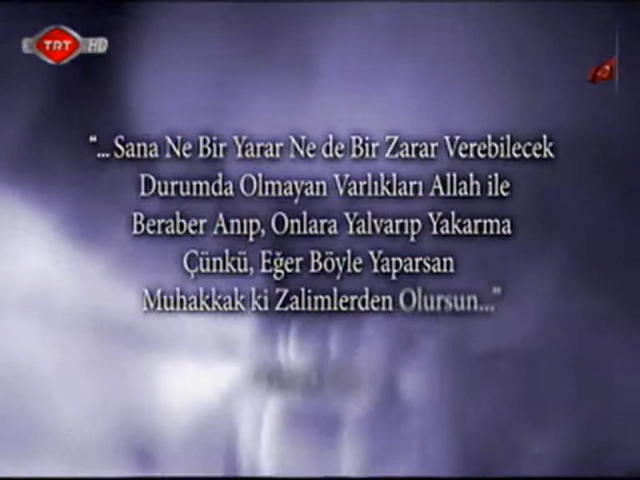 TRT HD
"... Sana Ne Bir Yarar Ne de Bir Zarar Verebilecek
Durumda Olmayan Varlıkları Allah ile
Beraber Anıp, Onlara Yalvarıp Yakarma
Çünkü, Eğer Böyle Yaparsan
Muhakkak ki Zalimlerden Olursun..."